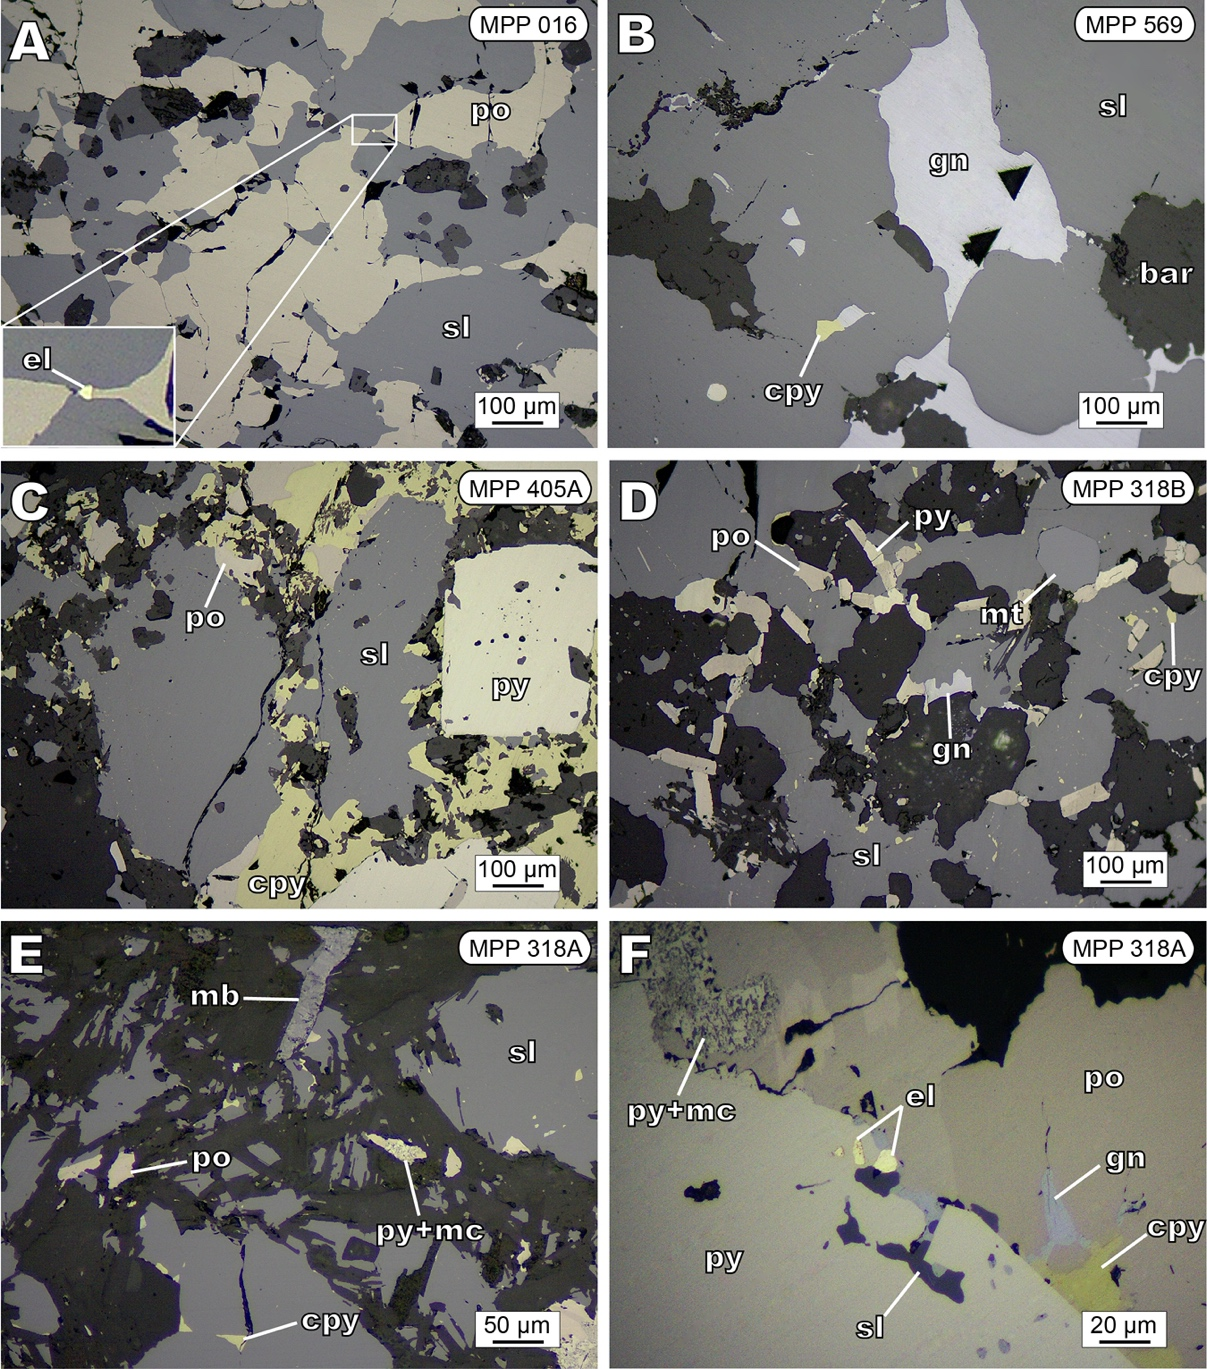 A
MPP 016
po
sl
el
100 µm
B
MPP 569
sl
gn
bar
cpy
100 µm
C
MPP 405A
po
sl
py
cpy
100 µm
D
MPP 318B
py
po
mt
cpy
gn
sl
100 µm
E
MPP 318A
mb
sl
po
py+mc
cpy
50 µm
F
MPP 318A
po
py+mc
el
gn
cpy
py
sl
20 µm